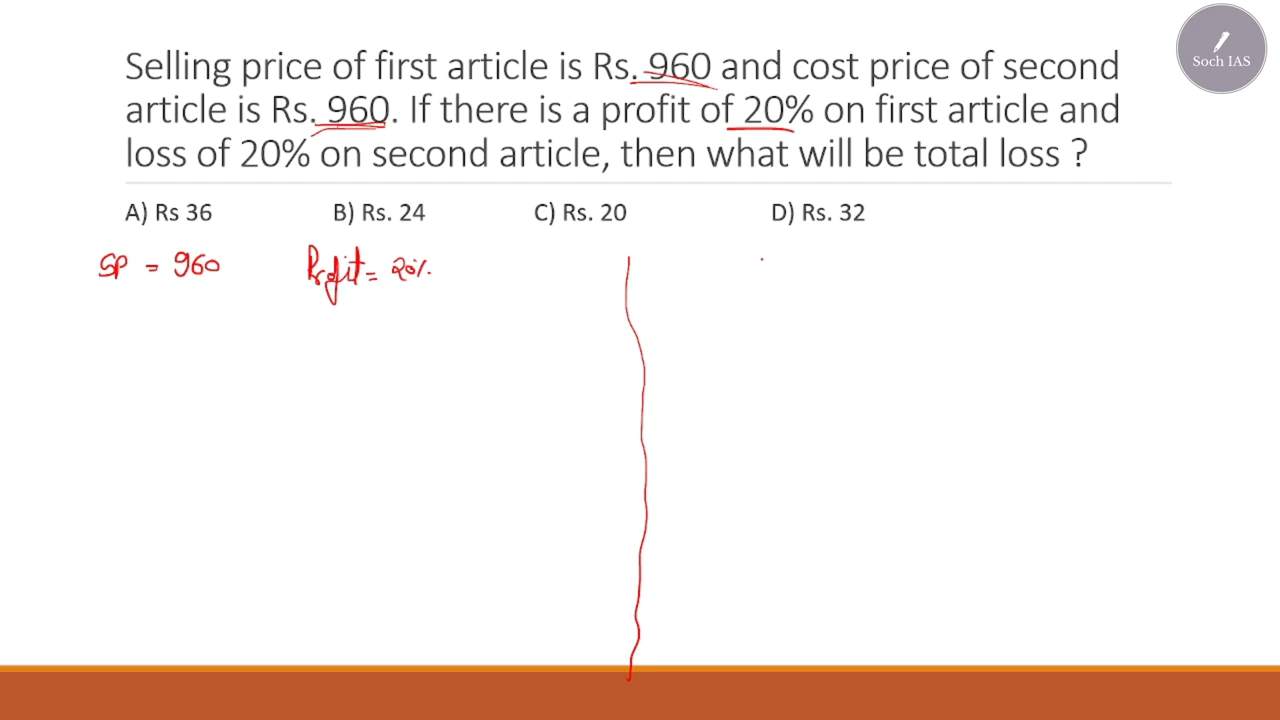 Soch IAS
Selling price of first article is Rs. 960 and cost price of second
article is Rs. 960. If there is a profit of 20% on first article and
loss of 20% on second article, then what will be total loss ?
A) Rs 36 B) Rs. 24 C) Rs. 20 D) Rs. 32
SP = 960 Profit = 20%